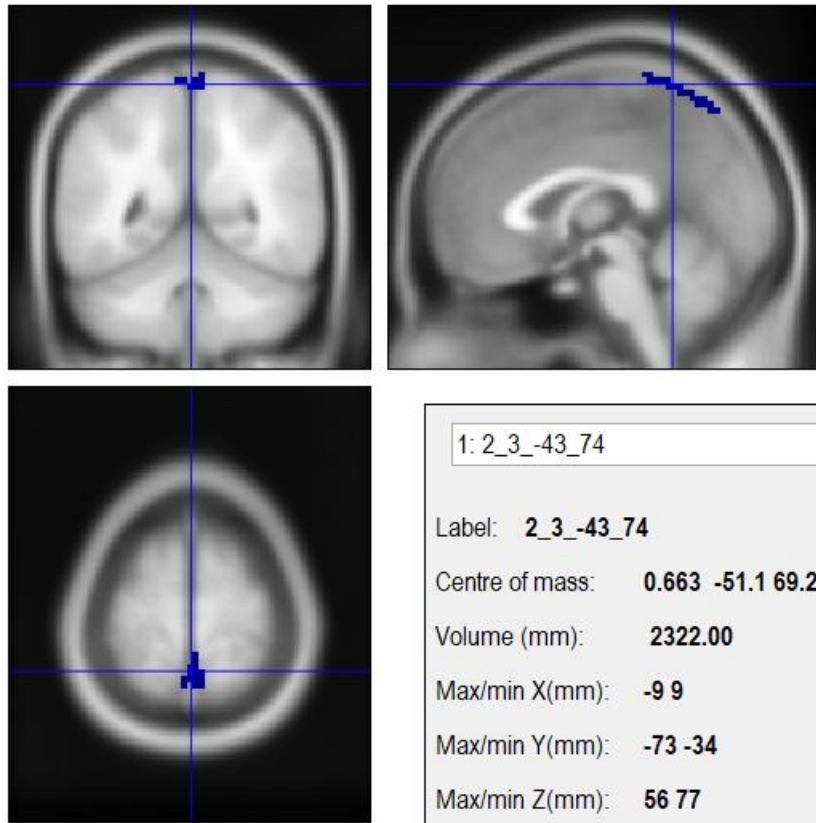 1: 2_3_-43_74
Label: 2_3_-43_74
Centre of mass: 0.663 -51.1 69.2
Volume (mm): 2322.00
Max/min X(mm): -9 9
Max/min Y(mm): -73 -34
Max/min Z(mm): 56 77